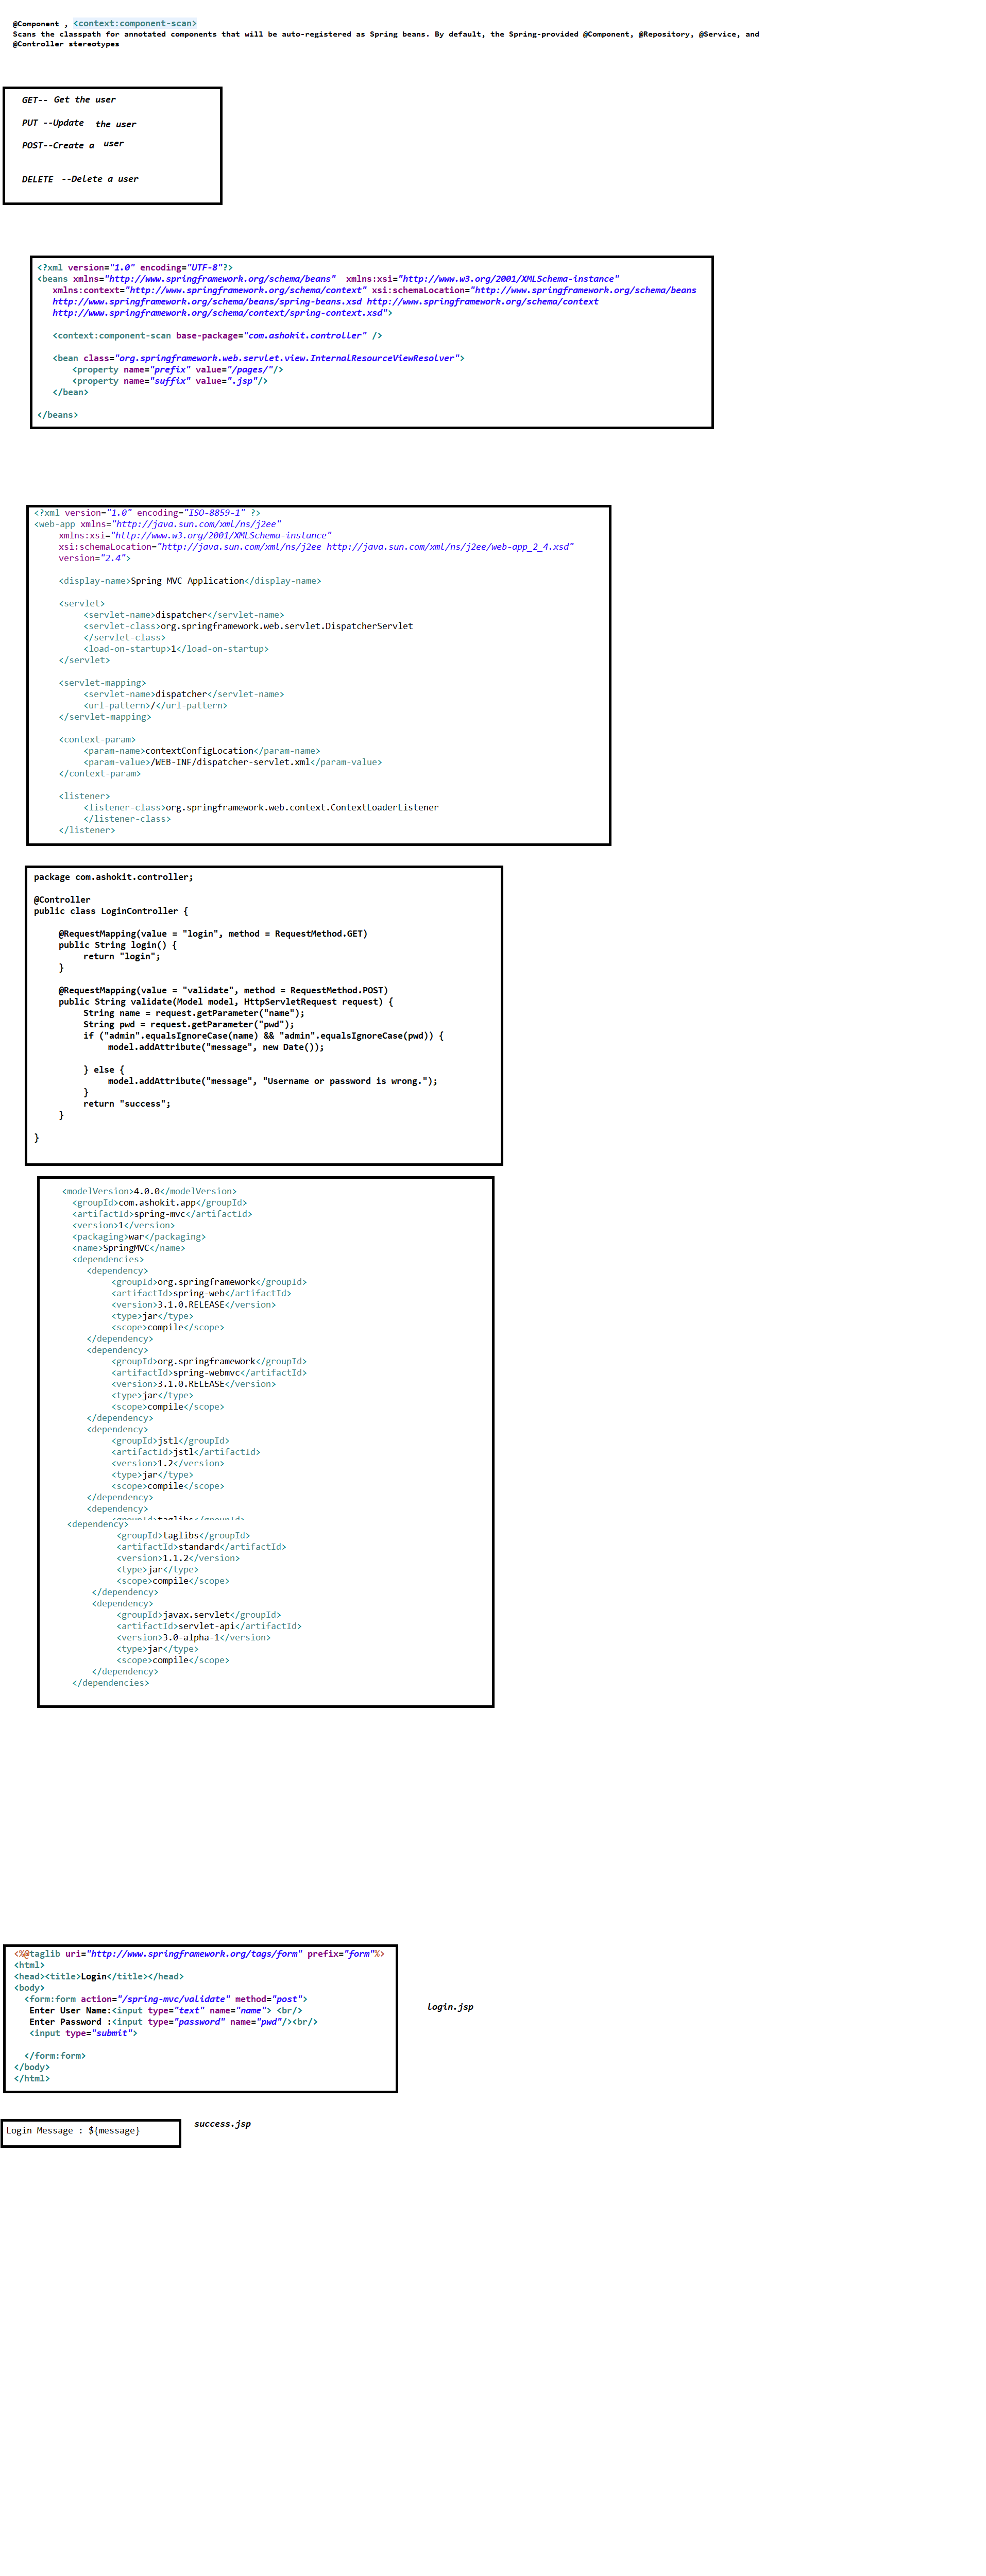 @Component , <context:component-scan>
Scans the classpath for annotated components that will be auto-registered as Spring beans. By default, the Spring-provided @Component, @Repository, @Service, and
@Controller stereotypes
GET-- Get the user
PUT --Update the user
POST--Create a user
DELETE --Delete a user
<?xml version="1.0" encoding="UTF-8"?>
<beans xmlns="http://www.springframework.org/schema/beans" xmlns:xsi="http://www.w3.org/2001/XMLSchema-instance"
xmlns:context="http://www.springframework.org/schema/context" xsi:schemaLocation="http://www.springframework.org/schema/beans
http://www.springframework.org/schema/beans/spring-beans.xsd http://www.springframework.org/schema/context
http://www.springframework.org/schema/context/spring-context.xsd">
<context:component-scan base-package="com.ashokit.controller" />
<bean class="org.springframework.web.servlet.view.InternalResourceViewResolver">
<property name="prefix" value="/pages/"/>
<property name="suffix" value=".jsp"/>
</bean>
</beans>
<?xml version="1.0" encoding="ISO-8859-1" ?>
<web-app xmlns="http://java.sun.com/xml/ns/j2ee"
xmlns:xsi="http://www.w3.org/2001/XMLSchema-instance"
xsi:schemaLocation="http://java.sun.com/xml/ns/j2ee http://java.sun.com/xml/ns/j2ee/web-app_2_4.xsd"
version="2.4">
<display-name>Spring MVC Application</display-name>
<servlet>
<servlet-name>dispatcher</servlet-name>
<servlet-class>org.springframework.web.servlet.DispatcherServlet
</servlet-class>
<load-on-startup>1</load-on-startup>
</servlet>
<servlet-mapping>
<servlet-name>dispatcher</servlet-name>
<url-pattern>/</url-pattern>
</servlet-mapping>
<context-param>
<param-name>contextConfigLocation</param-name>
<param-value>/WEB-INF/dispatcher-servlet.xml</param-value>
</context-param>
<listener>
<listener-class>org.springframework.web.context.ContextLoaderListener
</listener-class>
</listener>
package com.ashokit.controller;
@Controller
public class LoginController {
@RequestMapping(value = "login", method = RequestMethod.GET)
public String login() {
return "login";
}
@RequestMapping(value = "validate", method = RequestMethod.POST)
public String validate(Model model, HttpServletRequest request) {
String name = request.getParameter("name");
String pwd = request.getParameter("pwd");
if ("admin".equalsIgnoreCase(name) && "admin".equalsIgnoreCase(pwd)) {
model.addAttribute("message", new Date());
} else {
model.addAttribute("message", "Username or password is wrong.");
}
return "success";
}
}
<modelVersion>4.0.0</modelVersion>
<groupId>com.ashokit.app</groupId>
<artifactId>spring-mvc</artifactId>
<version>1</version>
<packaging>war</packaging>
<name>SpringMVC</name>
<dependencies>
<dependency>
<groupId>org.springframework</groupId>
<artifactId>spring-web</artifactId>
<version>3.1.0.RELEASE</version>
<type>jar</type>
<scope>compile</scope>
</dependency>
<dependency>
<groupId>org.springframework</groupId>
<artifactId>spring-webmvc</artifactId>
<version>3.1.0.RELEASE</version>
<type>jar</type>
<scope>compile</scope>
</dependency>
<dependency>
<groupId>jstl</groupId>
<artifactId>jstl</artifactId>
<version>1.2</version>
<type>jar</type>
<scope>compile</scope>
</dependency>
<dependency>
<groupId>taglibs</groupId>
<dependency>
<groupId>taglibs</groupId>
<artifactId>standard</artifactId>
<version>1.1.2</version>
<type>jar</type>
<scope>compile</scope>
</dependency>
<dependency>
<groupId>javax.servlet</groupId>
<artifactId>servlet-api</artifactId>
<version>3.0-alpha-1</version>
<type>jar</type>
<scope>compile</scope>
</dependency>
</dependencies>
<%@taglib uri="http://www.springframework.org/tags/form" prefix="form"%>
<html>
<head><title>Login</title></head>
<body>
<form:form action="/spring-mvc/validate" method="post">
Enter User Name:<input type="text" name="name"> <br/>
Enter Password :<input type="password" name="pwd"/><br/>
<input type="submit">
</form:form>
</body>
</html>
login.jsp
Login Message : ${message}
success.jsp